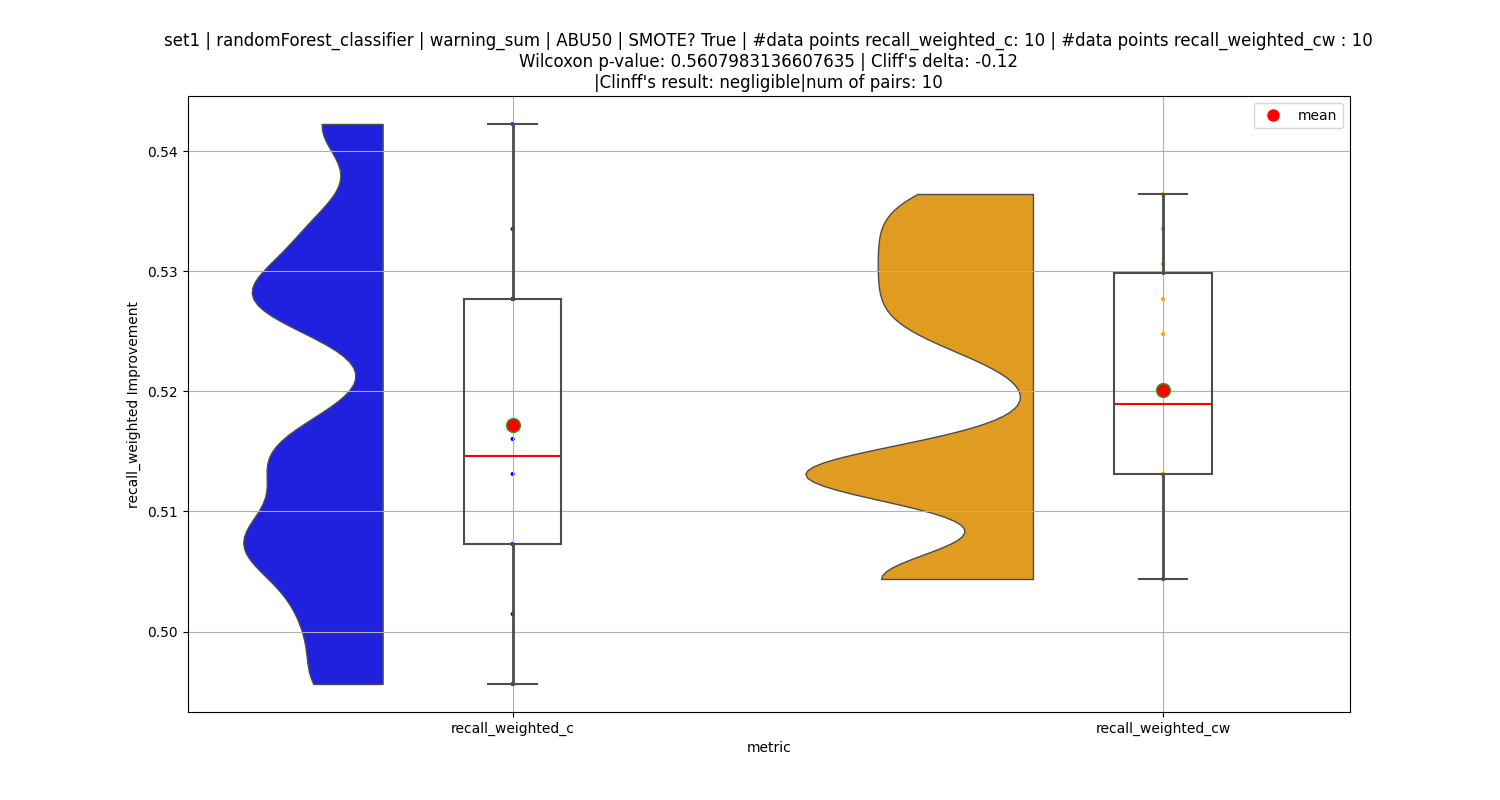 set1 | randomForest_classifier | warning_sum | ABU50 | SMOTE? True | #data points recall_weighted_c: 10 | #data points recall_weighted_cw : 10
Wilcoxon p-value: 0.5607983136607635 | Cliff's delta: -0.12
|Clinff's result: negligible|num of pairs: 10
mean
0.54
0.53
0.52
0.51
0.50
recall_weighted Improvement
recall_weighted_c
recall_weighted_cw
metric